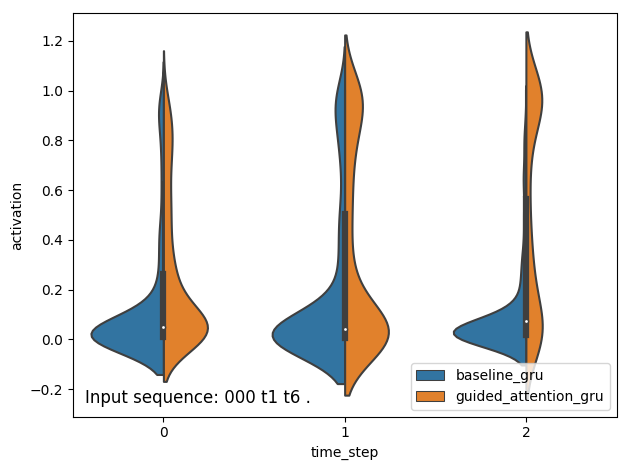 1.2
1.0
0.8
0.6
0.4
0.2
0.0
−0.2
activation
Input sequence: 000 t1 t6 .
baseline_gru
guided_attention_gru
0 1 2
time_step